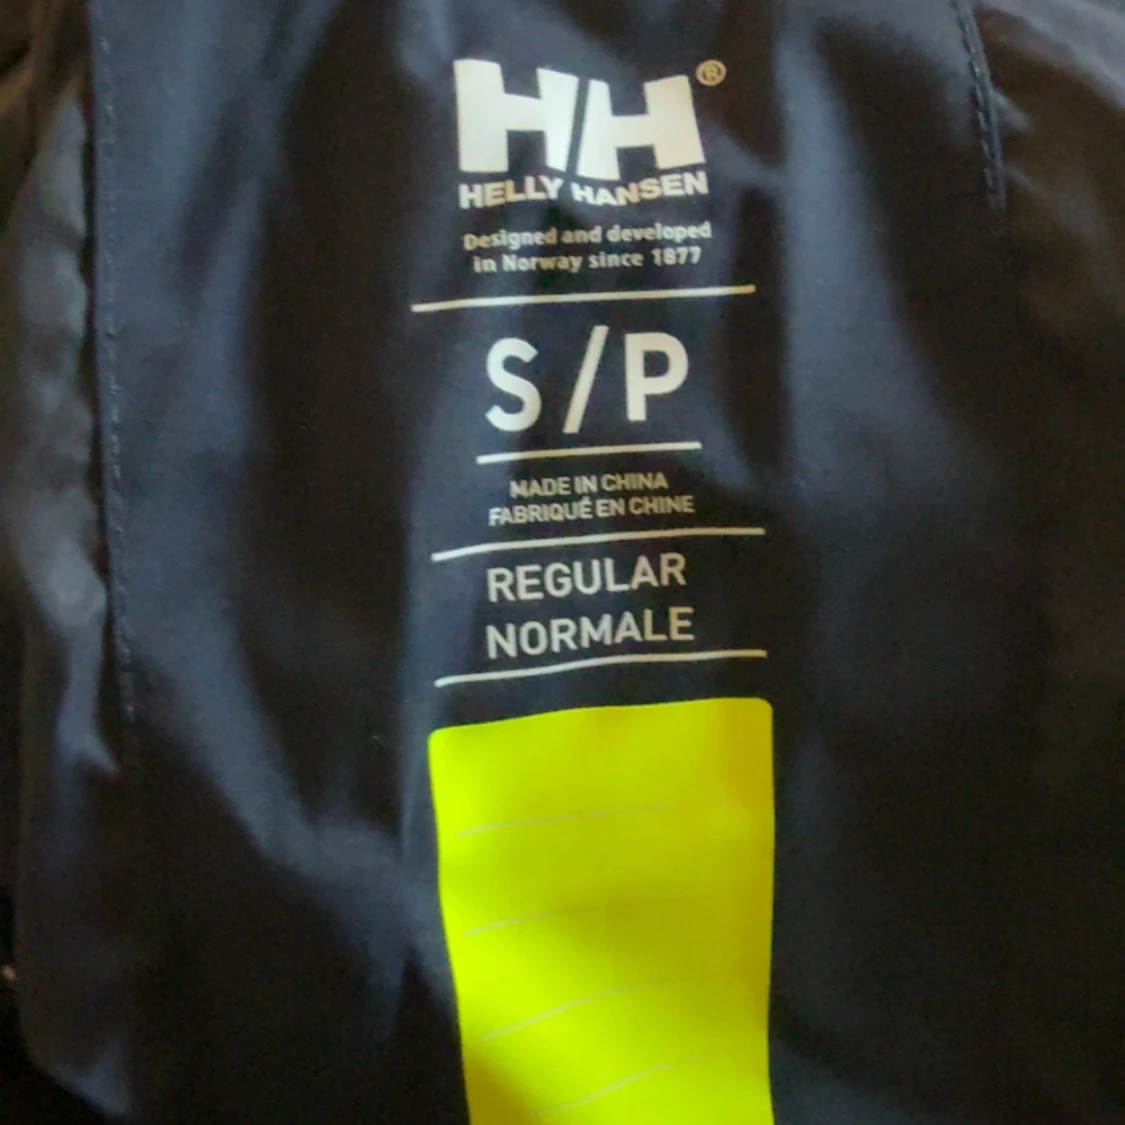 HH®
HELLY HANSEN
Designed and developed
in Norway since 1877
S/P
MADE IN CHINA
FABRIQUÉ EN CHINE
REGULAR
NORMALE